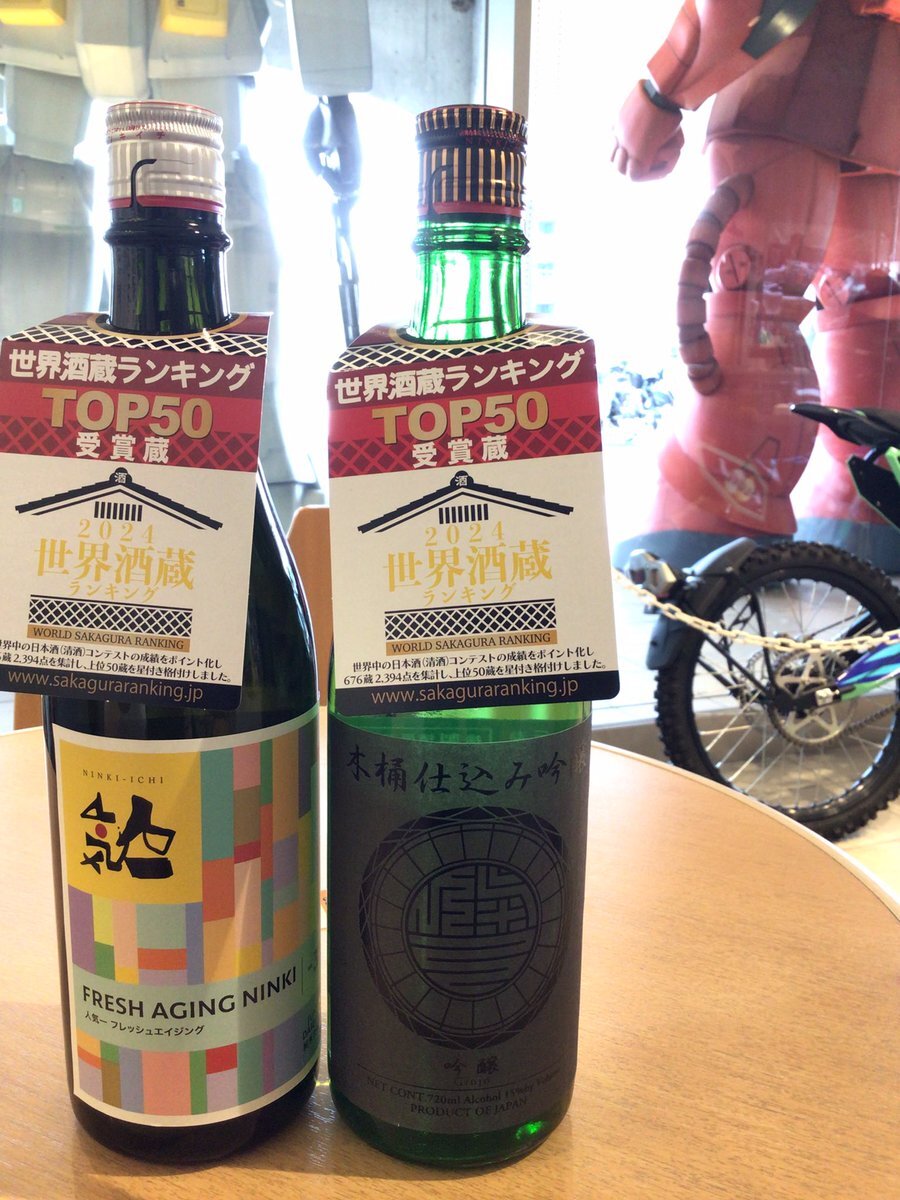 世界酒蔵ランキング
TOP50
受賞蔵
酒
2024
世界酒蔵
ランキング
WORLD SAKAGURA RANKING
世界中の日本酒(清酒)コンテストの成績をポイント化し
蔵2,394点を集計し、上位50蔵を星付き格付けしました。
www.sakaguraranking.jp
NINKI-ICHI
FRESH AGING NINKI
人気一 フレッシュエイジング
世界酒蔵ランキング
TOP50
受賞蔵
酒
2024
世界酒蔵
ランキング
WORLD SAKAGURA RANKING
世界中の日本酒(清酒)コンテストの成績をポイント化し
676蔵2,394点を集計し、上位50蔵を星付き格付けしました。
www.sakaguraranking.jp
木桶仕込み吟
吟醸
Ginjo
NET CONT. 720ml Alcohol 15% by Volume
PRODUCT OF JAPAN